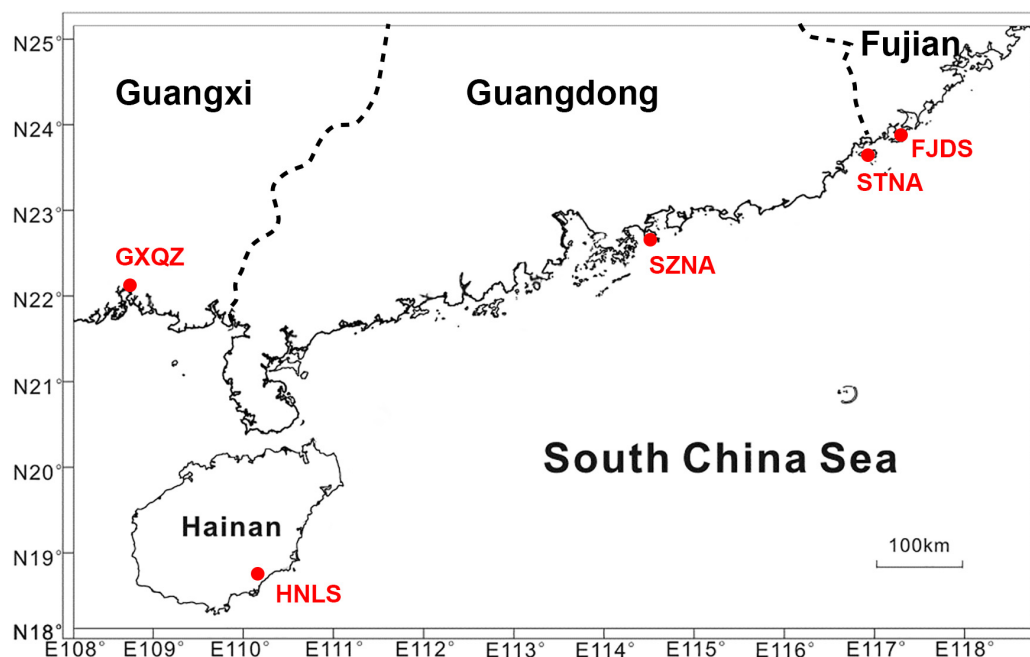 N25°
Fujian
Guangxi
Guangdong
N24°
FJDS
STNA
N23°
GXQZ
SZNA
N22°
N21°
South China Sea
N20°
Hainan
N19°
100km
HNLS
N18°
E108° E109° E110° E111° E112° E113° E114° E115° E116° E117° E118°